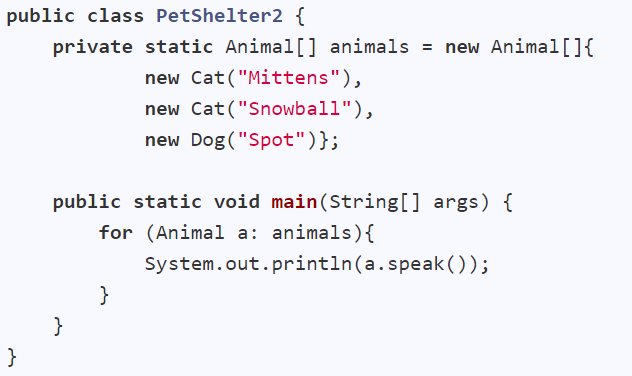 public class PetShelter2 {
    private static Animal[] animals = new Animal[]{
            new Cat("Mittens"),
            new Cat("Snowball"),
            new Dog("Spot")};

    public static void main(String[] args) {
        for (Animal a: animals){
            System.out.println(a.speak());
        }
    }
}